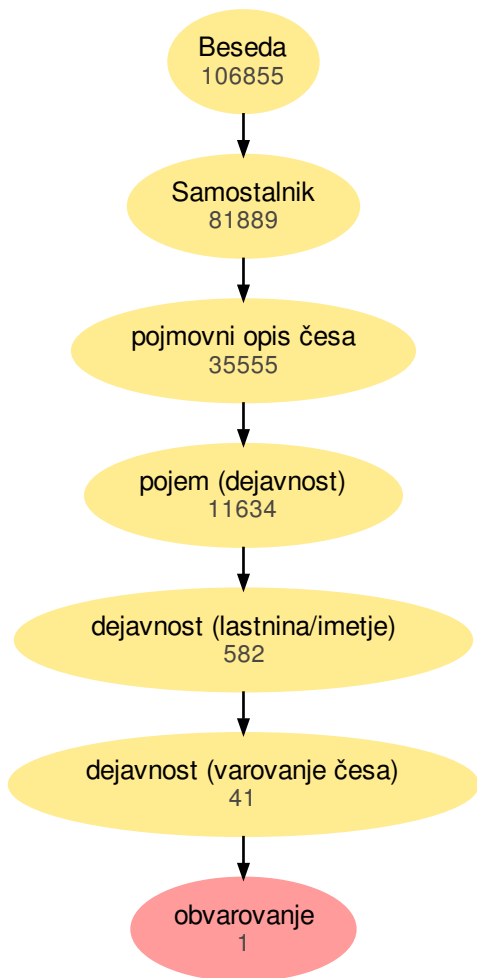 Beseda
106855
Samostalnik
81889
pojmovni opis česa
35555
pojem (dejavnost)
11634
dejavnost (lastnina/imetje)
582
dejavnost (varovanje česa)
41
obvarovanje
1